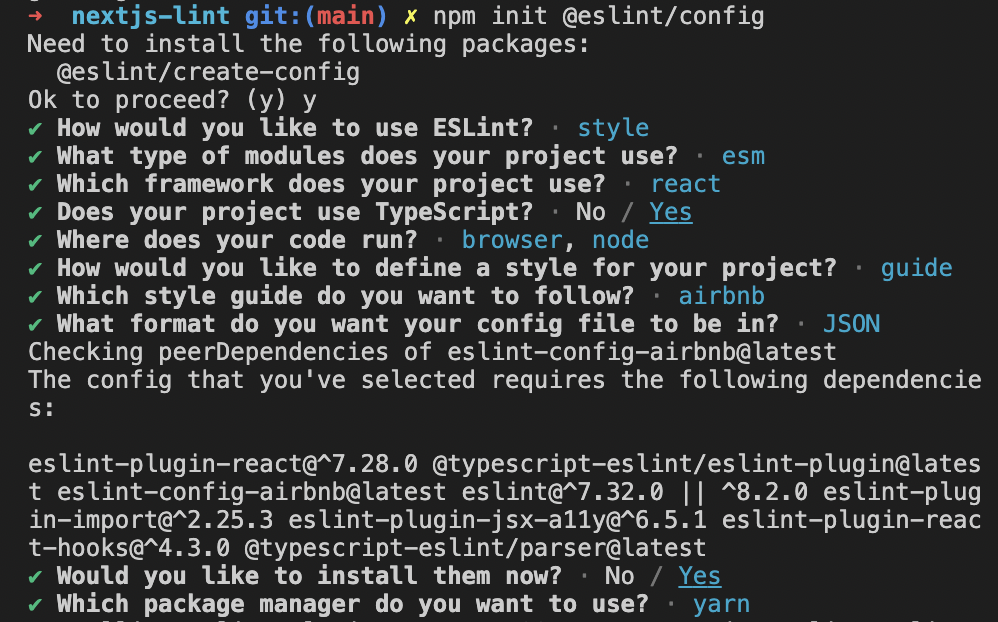 ➜  nextjs-lint git:(main) ✗ npm init @eslint/config
Need to install the following packages:
  @eslint/create-config
Ok to proceed? (y) y
✔ How would you like to use ESLint? · style
✔ What type of modules does your project use? · esm
✔ Which framework does your project use? · react
✔ Does your project use TypeScript? · No / Yes
✔ Where does your code run? · browser, node
✔ How would you like to define a style for your project? · guide
✔ Which style guide do you want to follow? · airbnb
✔ What format do you want your config file to be in? · JSON
Checking peerDependencies of eslint-config-airbnb@latest
The config that you've selected requires the following dependencie
s:

eslint-plugin-react@^7.28.0 @typescript-eslint/eslint-plugin@lates
t eslint-config-airbnb@latest eslint@^7.32.0 || ^8.2.0 eslint-plug
in-import@^2.25.3 eslint-plugin-jsx-a11y@^6.5.1 eslint-plugin-reac
t-hooks@^4.3.0 @typescript-eslint/parser@latest
✔ Would you like to install them now? · No / Yes
✔ Which package manager do you want to use? · yarn